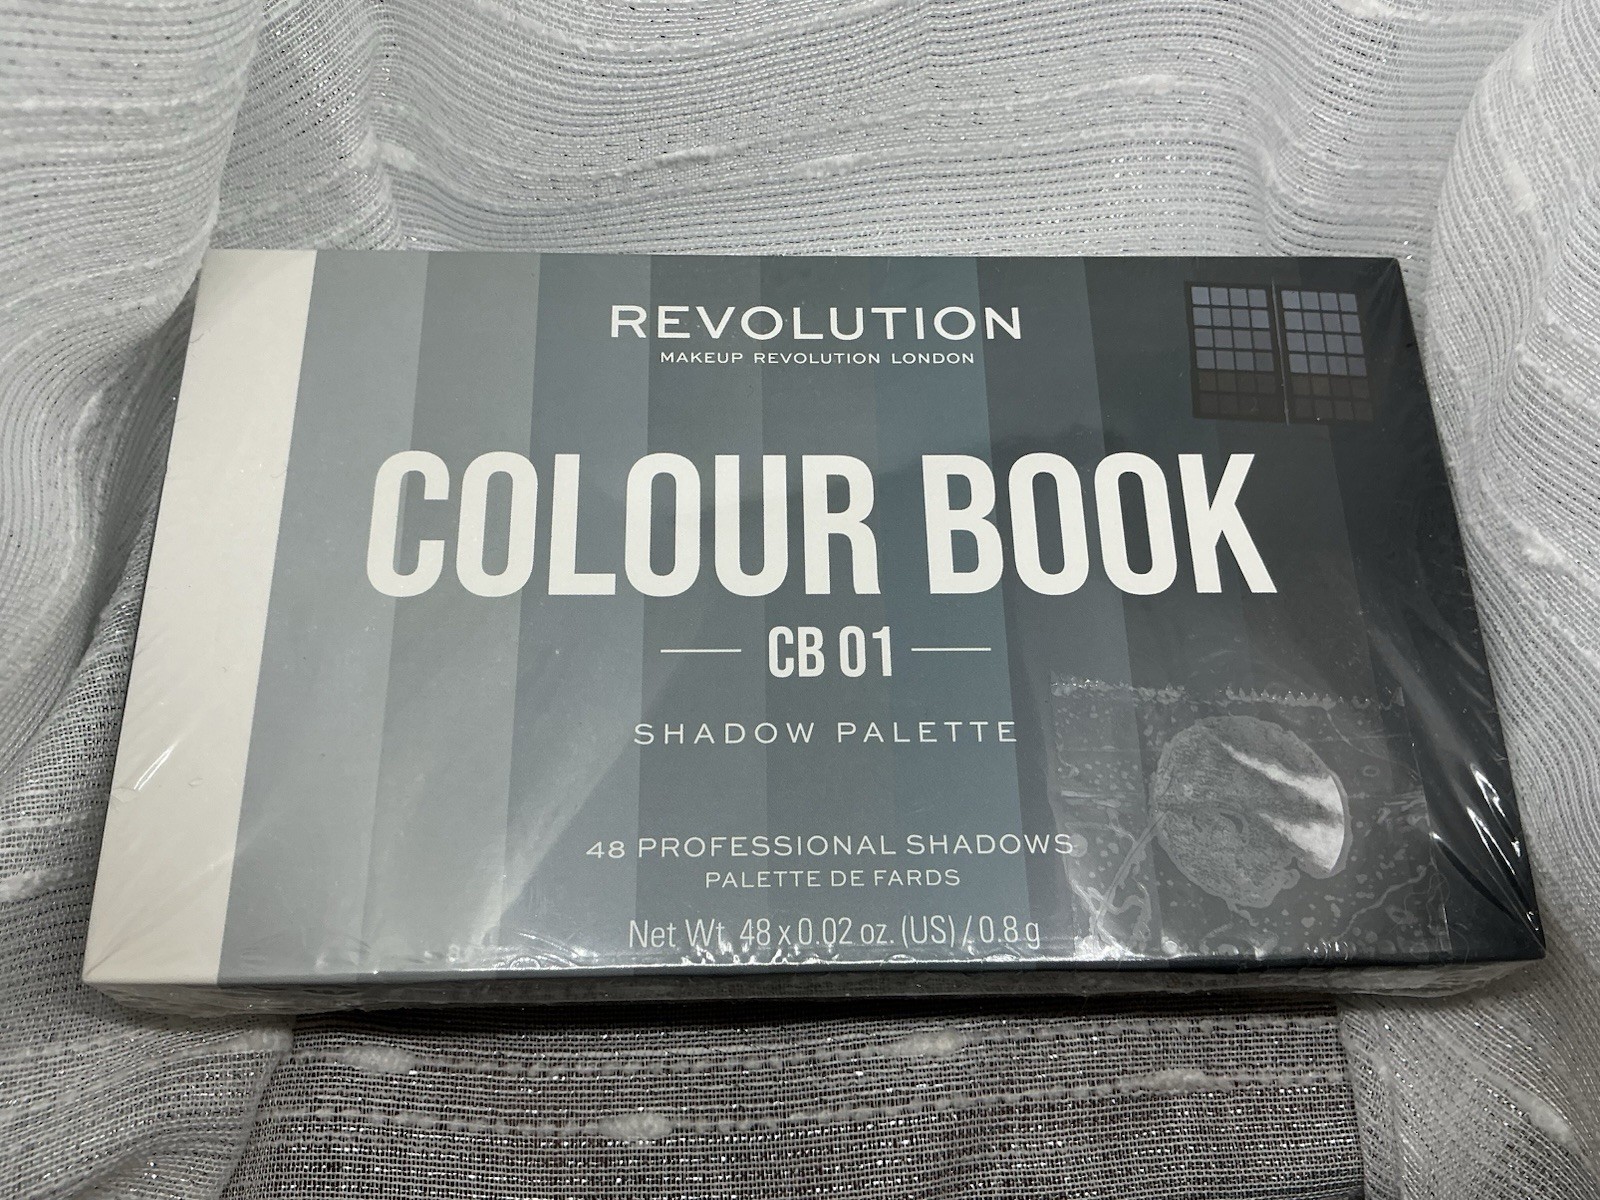 REVOLUTION
MAKEUP REVOLUTION LONDON
COLOUR BOOK
CB 01
SHADOW PALETTE
48 PROFESSIONAL SHADOWS
PALETTE DE FARDS
Net Wt. 48 x 0.02 oz. (US) / 0.8 g